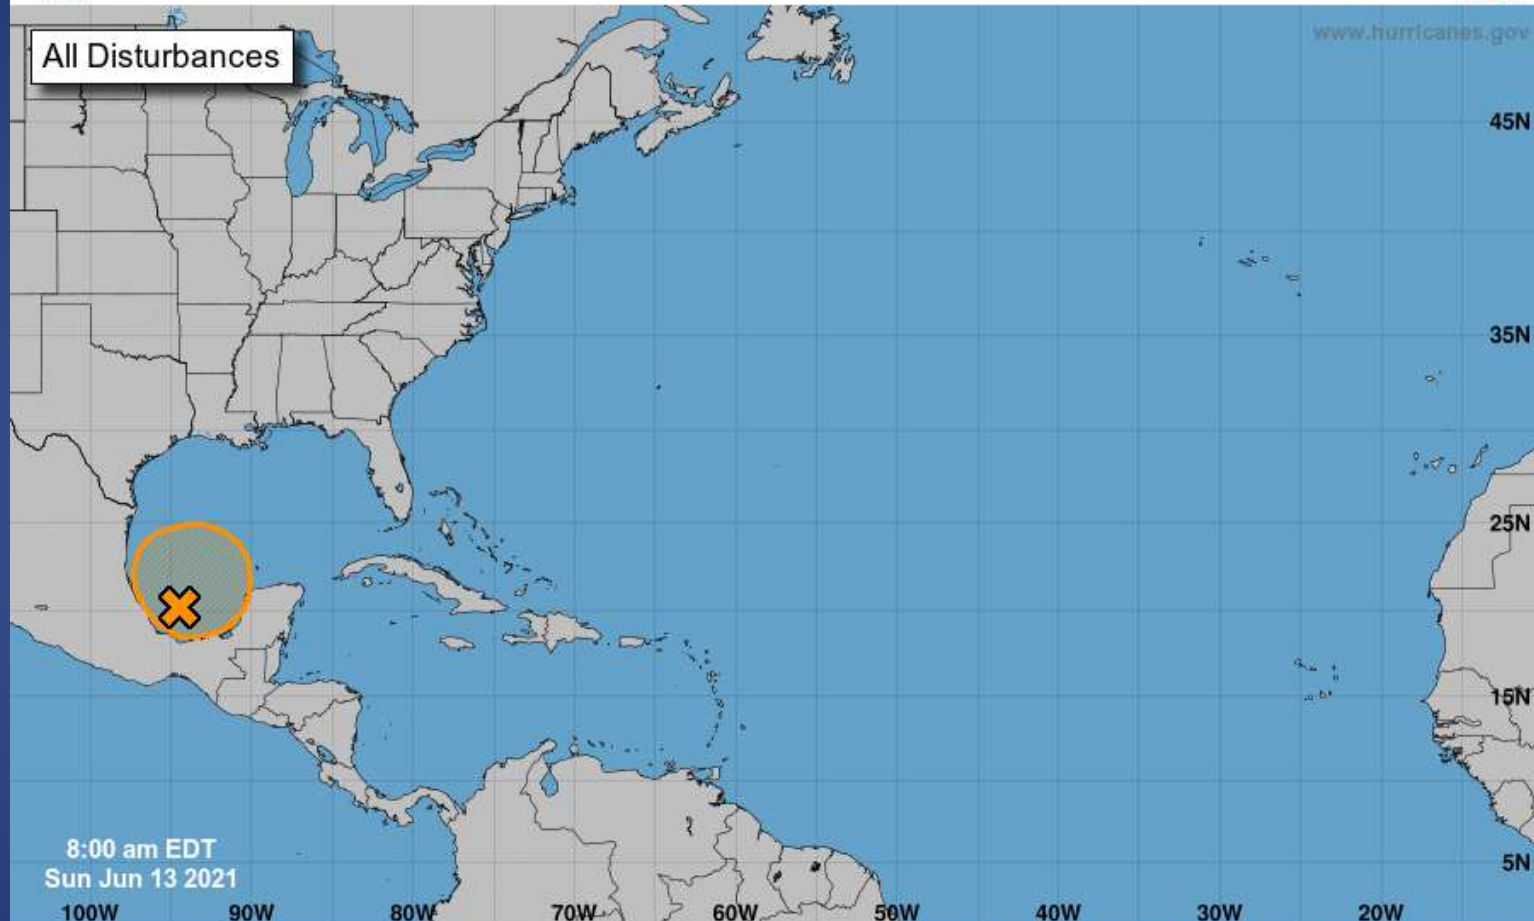 All Disturbances
www.hurricanes.gov
45N
35N
25N
15N
8:00 am EDT
5N
Sun Jun 13 2021
100W 90W 80W 70W 60W 50W 40W 30W 20W